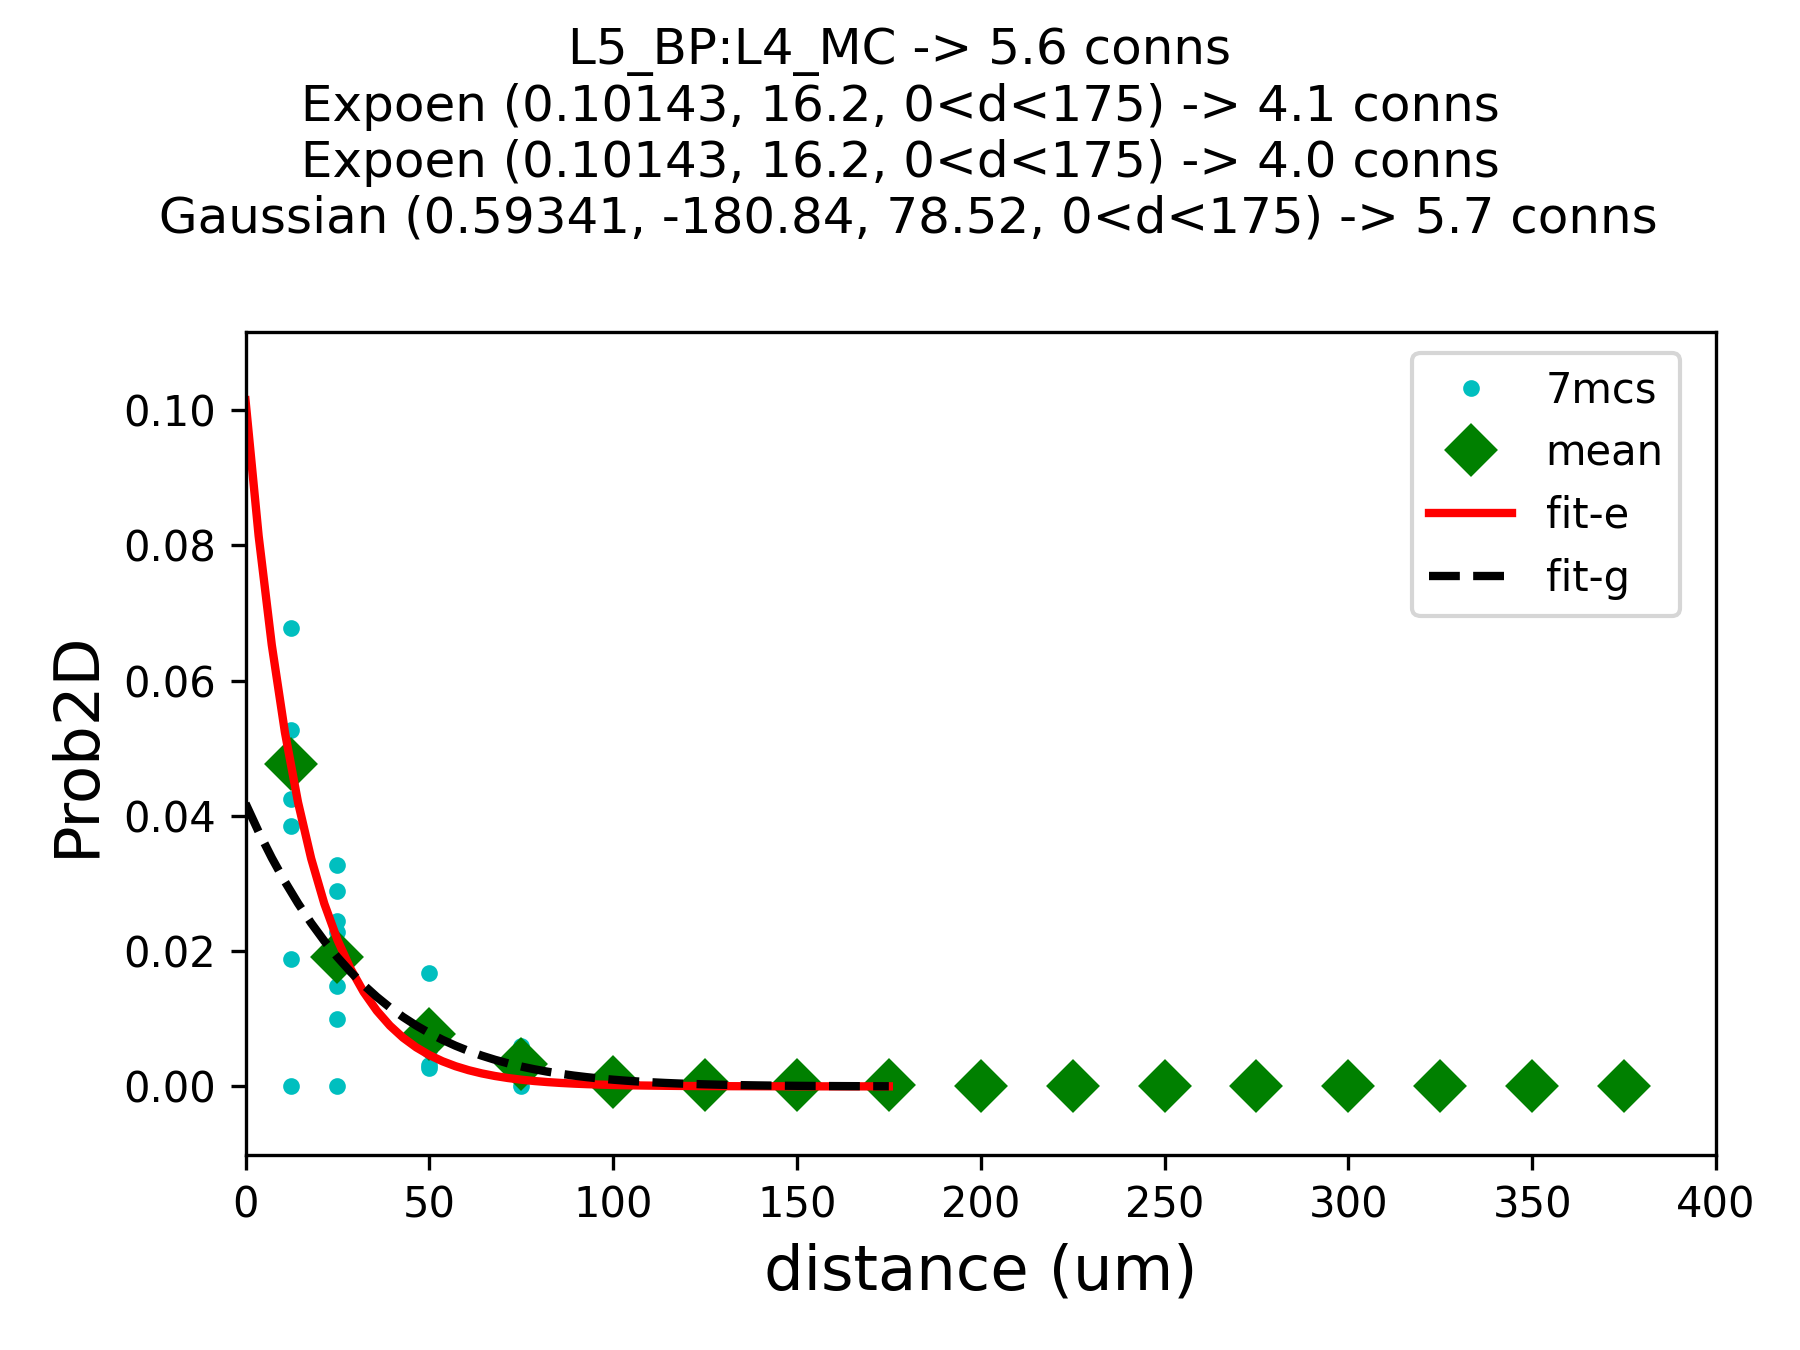 L5_BP:L4_MC -> 5.6 conns
Expoen (0.10143, 16.2, 0<d<175) -> 4.1 conns
Expoen (0.10143, 16.2, 0<d<175) -> 4.0 conns
Gaussian (0.59341, -180.84, 78.52, 0<d<175) -> 5.7 conns
7mcs
mean
fit-e
fit-g
Prob2D
0.10
0.08
0.06
0.04
0.02
0.00
0 50 100 150 200 250 300 350 400
distance (um)